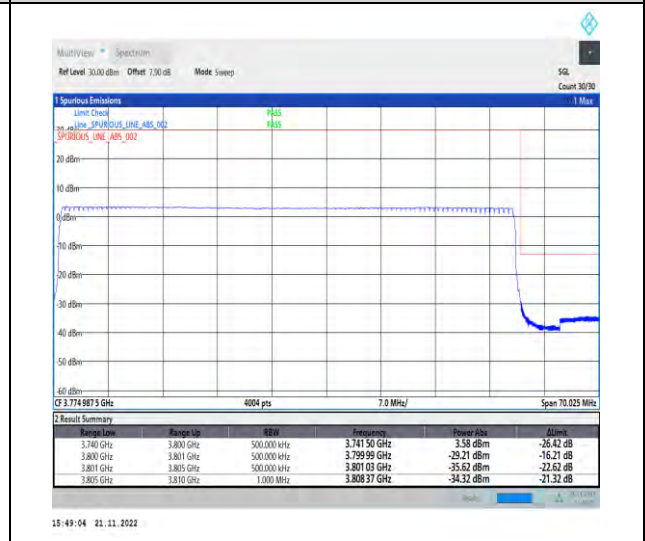 MultiView Spectrum
Ref Level 30.00 dBm Offset 7.90 dB Mode Sweep SGL
Count 30/30
1 Spurious Emissions 1 Max
Limit Check PASS
Line _SPURIOUS_LINE_ABS_002 PASS
_SPURIOUS_LINE_ABS_002
20 dBm
10 dBm
0 dBm
-10 dBm
-20 dBm
-30 dBm
-40 dBm
-50 dBm
-60 dBm
CF 3.774 987 5 GHz 4004 pts 7.0 MHz/ Span 70.025 MHz
2 Result Summary
Range Low Range Up RBW Frequency Power Abs ΔLimit
3.740 GHz 3.800 GHz 500.000 kHz 3.741 50 GHz 3.58 dBm -26.42 dB
3.800 GHz 3.801 GHz 500.000 kHz 3.799 99 GHz -29.21 dBm -16.21 dB
3.801 GHz 3.805 GHz 500.000 kHz 3.801 03 GHz -35.62 dBm -22.62 dB
3.805 GHz 3.810 GHz 1.000 MHz 3.808 37 GHz -34.32 dBm -21.32 dB
15:49:04 21.11.2022